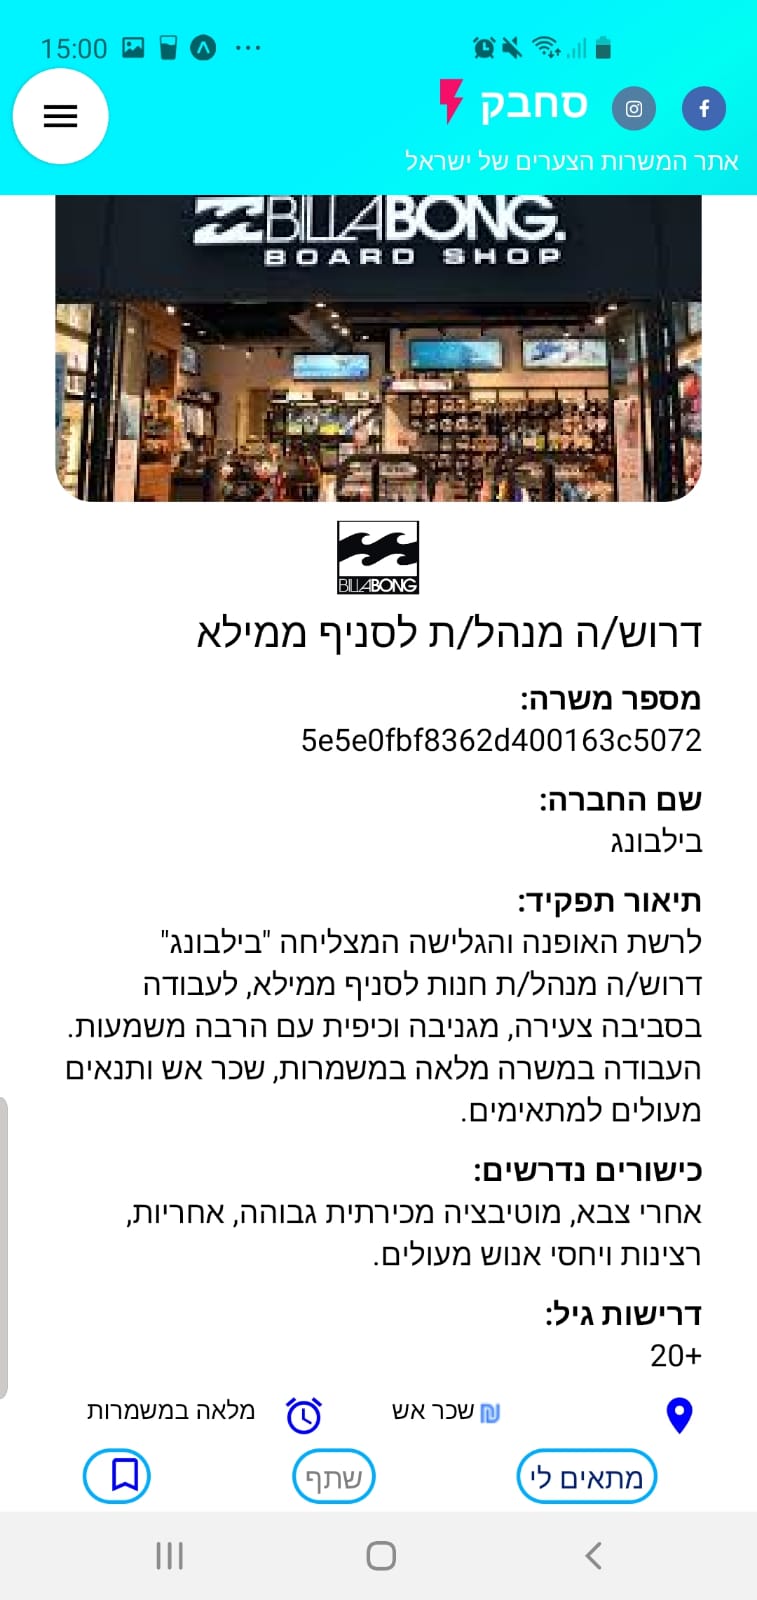 15:00
סחבק
אתר המשרות הצעירים של ישראל
BILLABONG.
BOARD SHOP
BILLABONG
דרוש/ה מנהל/ת לסניף ממילא
מספר משרה:
5e5e0fbf8362d400163c5072
שם החברה:
בילבונג
תיאור תפקיד:
לרשת האופנה והגלישה המצליחה "בילבונג"
דרוש/ה מנהל/ת חנות לסניף ממילא, לעבודה
בסביבה צעירה, מגניבה וכיפית עם הרבה משמעות.
העבודה במשרה מלאה במשמרות, שכר אש ותנאים
מעולים למתאימים.
כישורים נדרשים:
אחרי צבא, מוטיבציה מכירתית גבוהה, אחריות,
רצינות ויחסי אנוש מעולים.
דרישות גיל:
20+
₪ שכר אש
מלאה במשמרות
מתאים לי
שתף